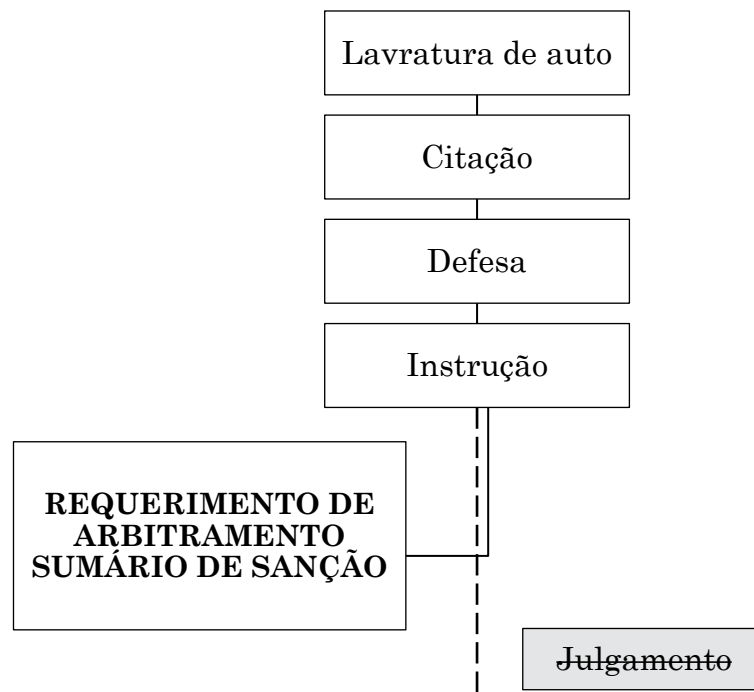 Lavratura de auto
Citação
Defesa
Instrução
REQUERIMENTO DE
ARBITRAMENTO
SUMÁRIO DE SANÇÃO
Julgamento